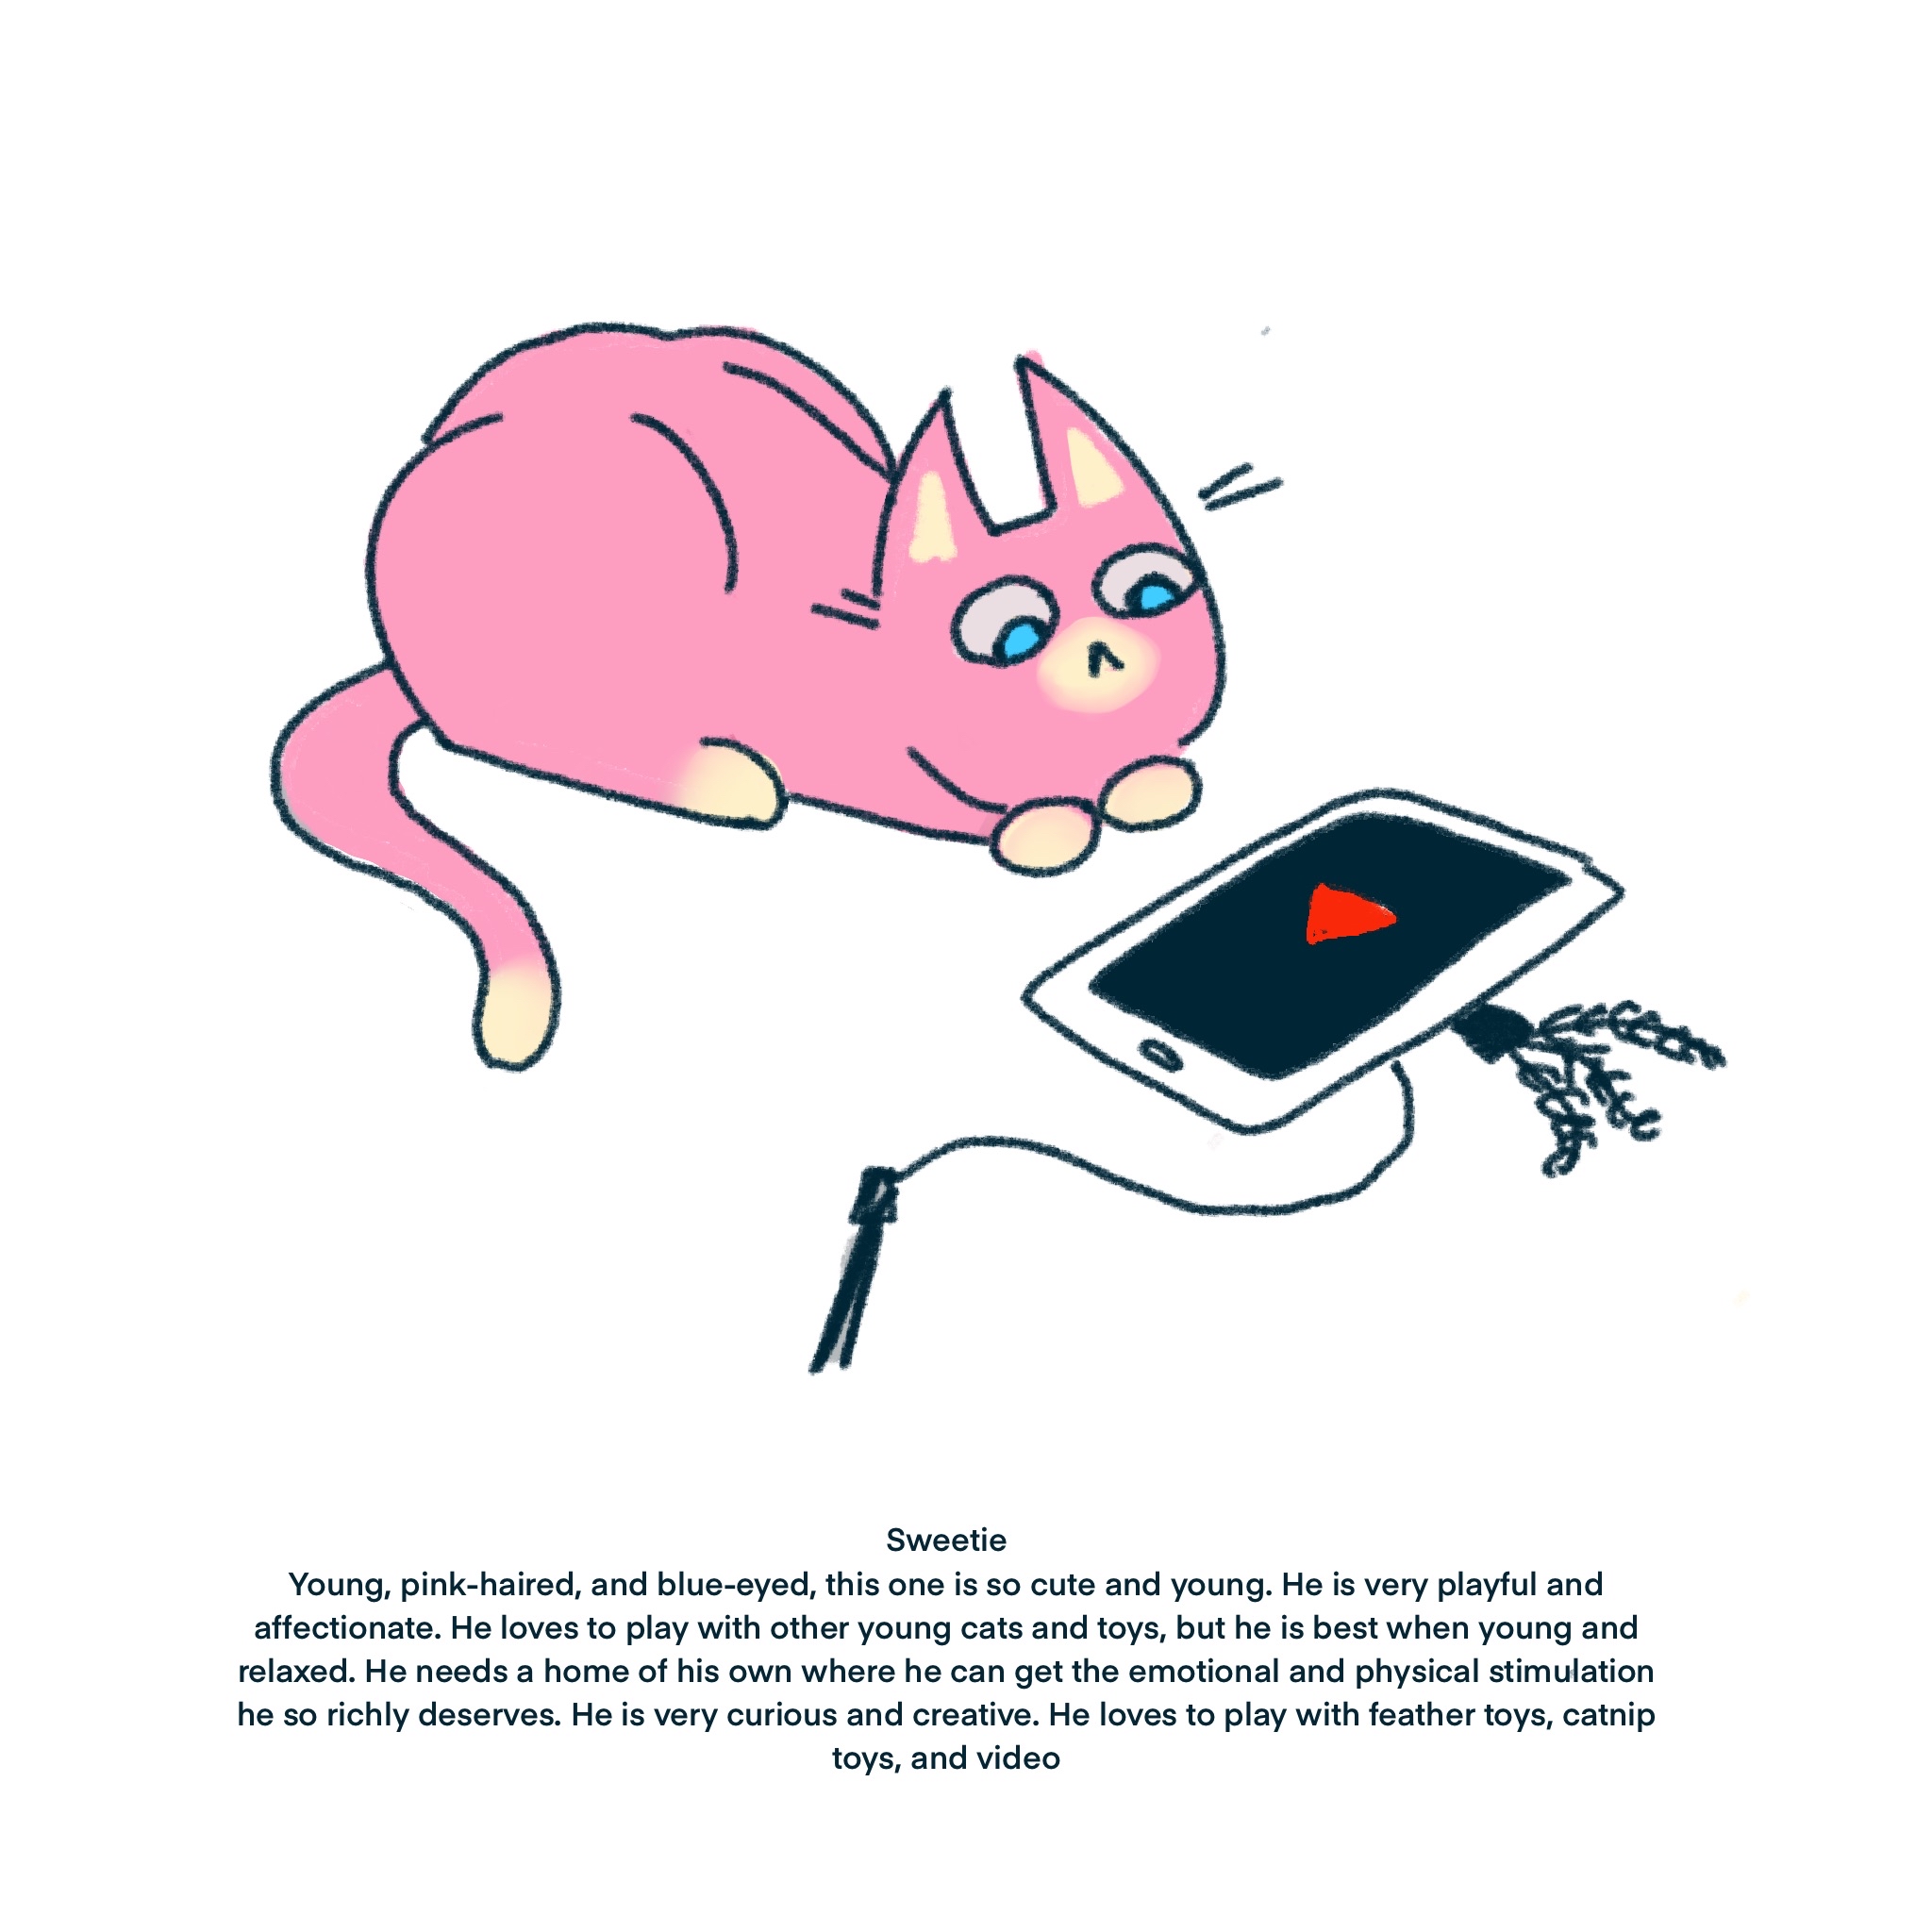 Sweetie
Young, pink-haired, and blue-eyed, this one is so cute and young. He is very playful and
affectionate. He loves to play with other young cats and toys, but he is best when young and
relaxed. He needs a home of his own where he can get the emotional and physical stimulation
he so richly deserves. He is very curious and creative. He loves to play with feather toys, catnip
toys, and video